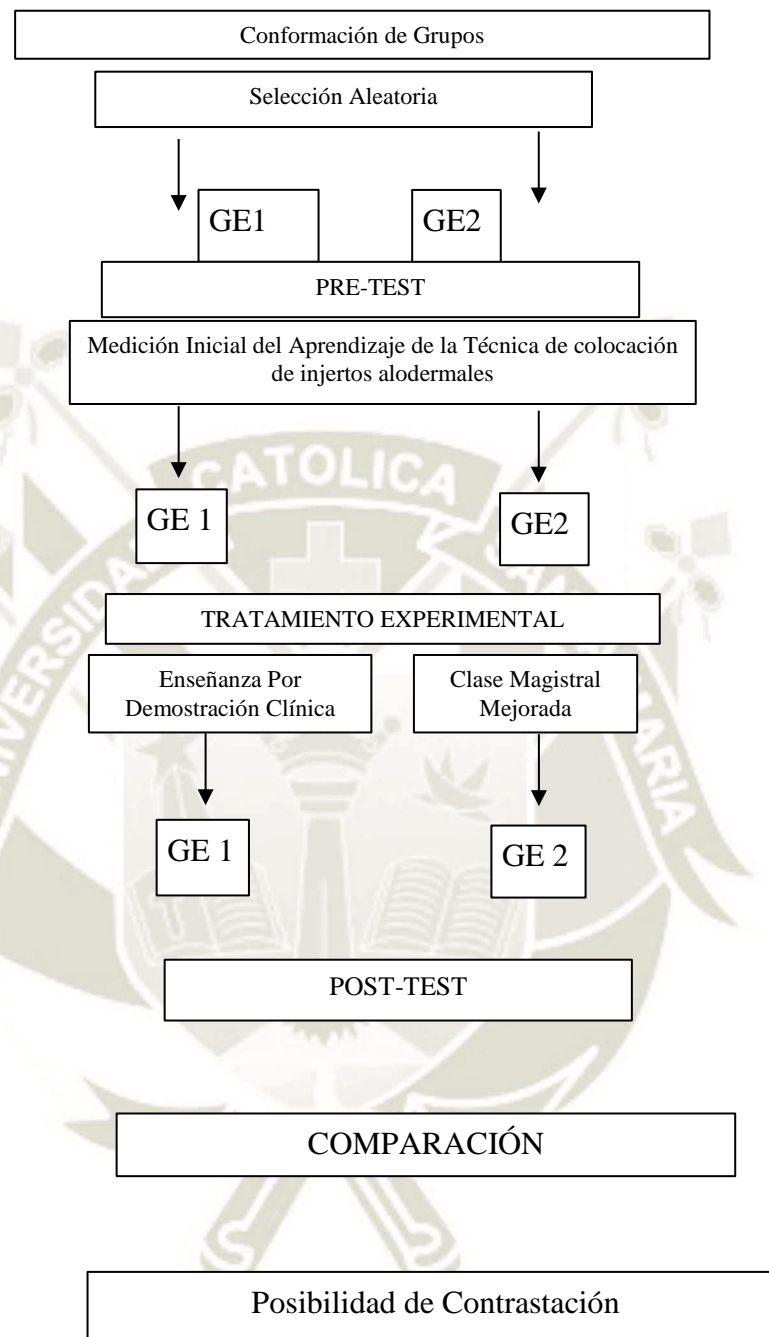 Conformación de Grupos
Selección Aleatoria
GE1
GE2
PRE-TEST
Medición Inicial del Aprendizaje de la Técnica de colocación
de injertos alodermales
CATOLICA
GE 1
GE2
TRATAMIENTO EXPERIMENTAL
Enseñanza Por
Demostración Clínica
Clase Magistral
Mejorada
GE 1
GE 2
POST-TEST
COMPARACIÓN
Posibilidad de Contrastación